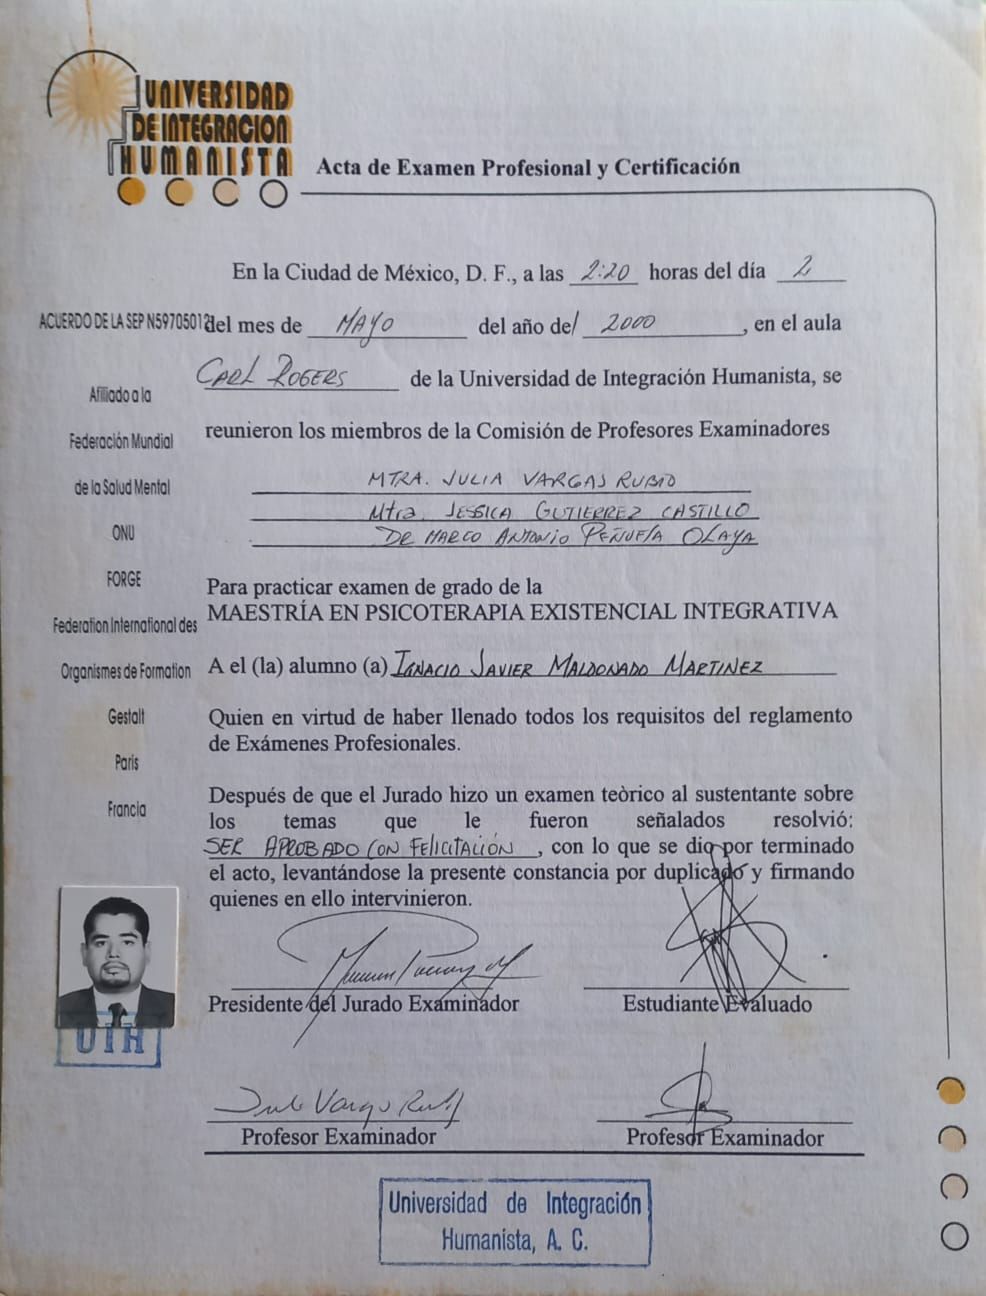 UNIVERSIDAD
DE INTEGRACION
HUMANISTA
Acta de Examen Profesional y Certificación
En la Ciudad de México, D. F., a las 2:20 horas del día 2
ACUERDO DE LA SEP N5970501
del mes de MAYO del año de/ 2000, en el aula
CARL ROGERS de la Universidad de Integración Humanista, se
reunieron los miembros de la Comisión de Profesores Examinadores
MTRA. JULIA VARGAS RUBIO
Mtra. JESSICA GUTIERREZ CASTILLO
DR MARCO ANTONIO PEÑUELA OLAYA
Afiliado a la
Federación Mundial
de la Salud Mental
ONU
FORGE
Federation International des
Organismes de Formation
Gestalt
Paris
Francia
Para practicar examen de grado de la
MAESTRÍA EN PSICOTERAPIA EXISTENCIAL INTEGRATIVA
A el (la) alumno (a) IGNACIO JAVIER MALDONADO MARTINEZ
Quien en virtud de haber llenado todos los requisitos del reglamento
de Exámenes Profesionales.
Después de que el Jurado hizo un examen teòrico al sustentante sobre
los temas que le fueron señalados resolvió:
SER APROBADO CON FELICITACIÓN, con lo que se dio por terminado
el acto, levantándose la presente constancia por duplicado y firmando
quienes en ello intervinieron.
Presidente del Jurado Examinador
Estudiante Evaluado
UIH
Profesor Examinador
Profesor Examinador
Universidad de Integración
Humanista, A. C.